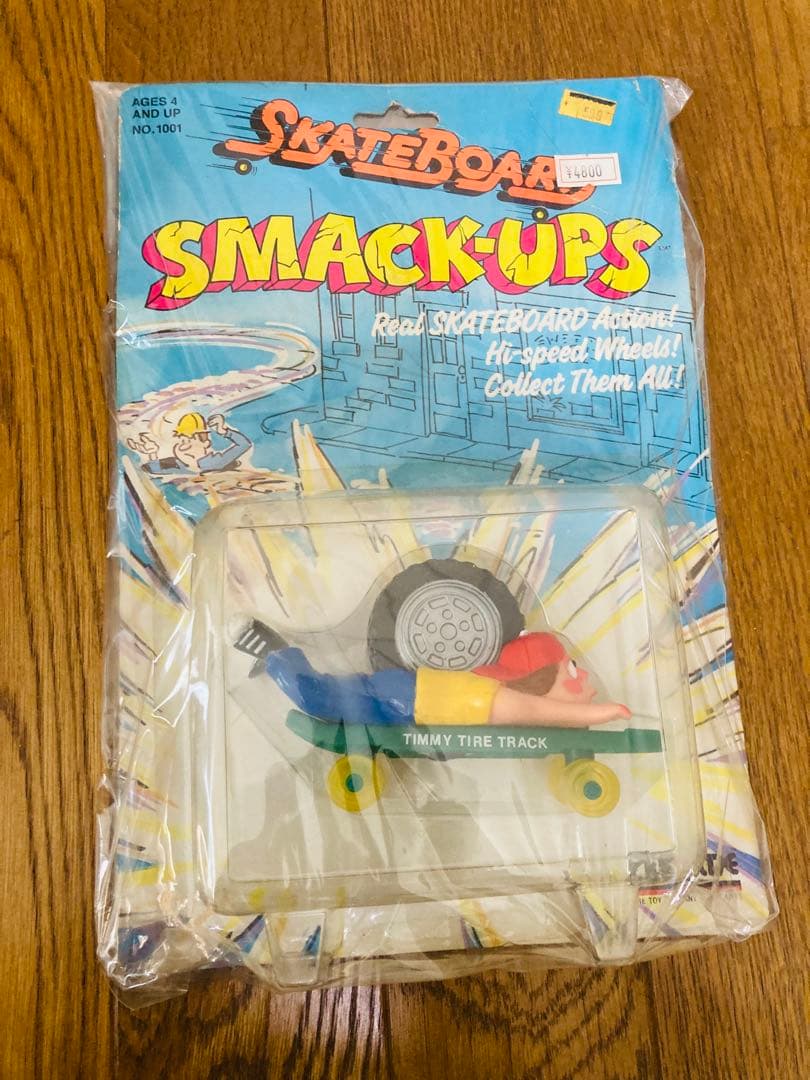 AGES 4
AND UP
NO. 1001
SKATEBOARD
¥4800
SMACK-UPS
Real SKATEBOARD Action!
Hi-speed Wheels!
Collect Them All!
TIMMY TIRE TRACK